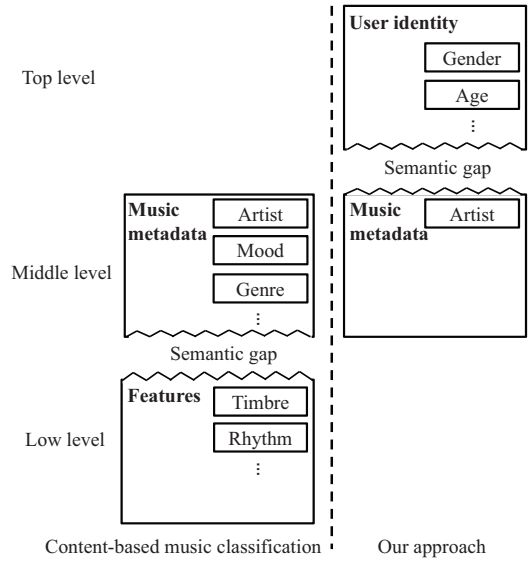 User identity
Gender
Top level
Age
⋮
Semantic gap
Music metadata
Artist
Mood
Genre
⋮
Music metadata
Artist
Middle level
Semantic gap
Features
Timbre
Rhythm
⋮
Low level
Content-based music classification
Our approach